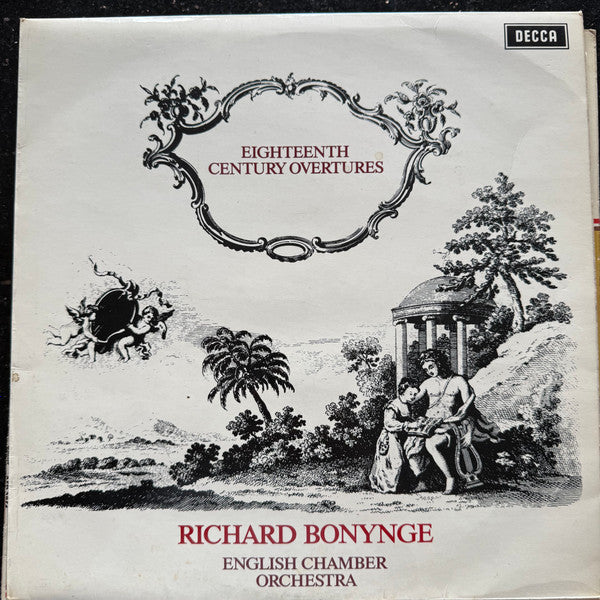 DECCA
EIGHTEENTH
CENTURY OVERTURES
RICHARD BONYNGE
ENGLISH CHAMBER
ORCHESTRA